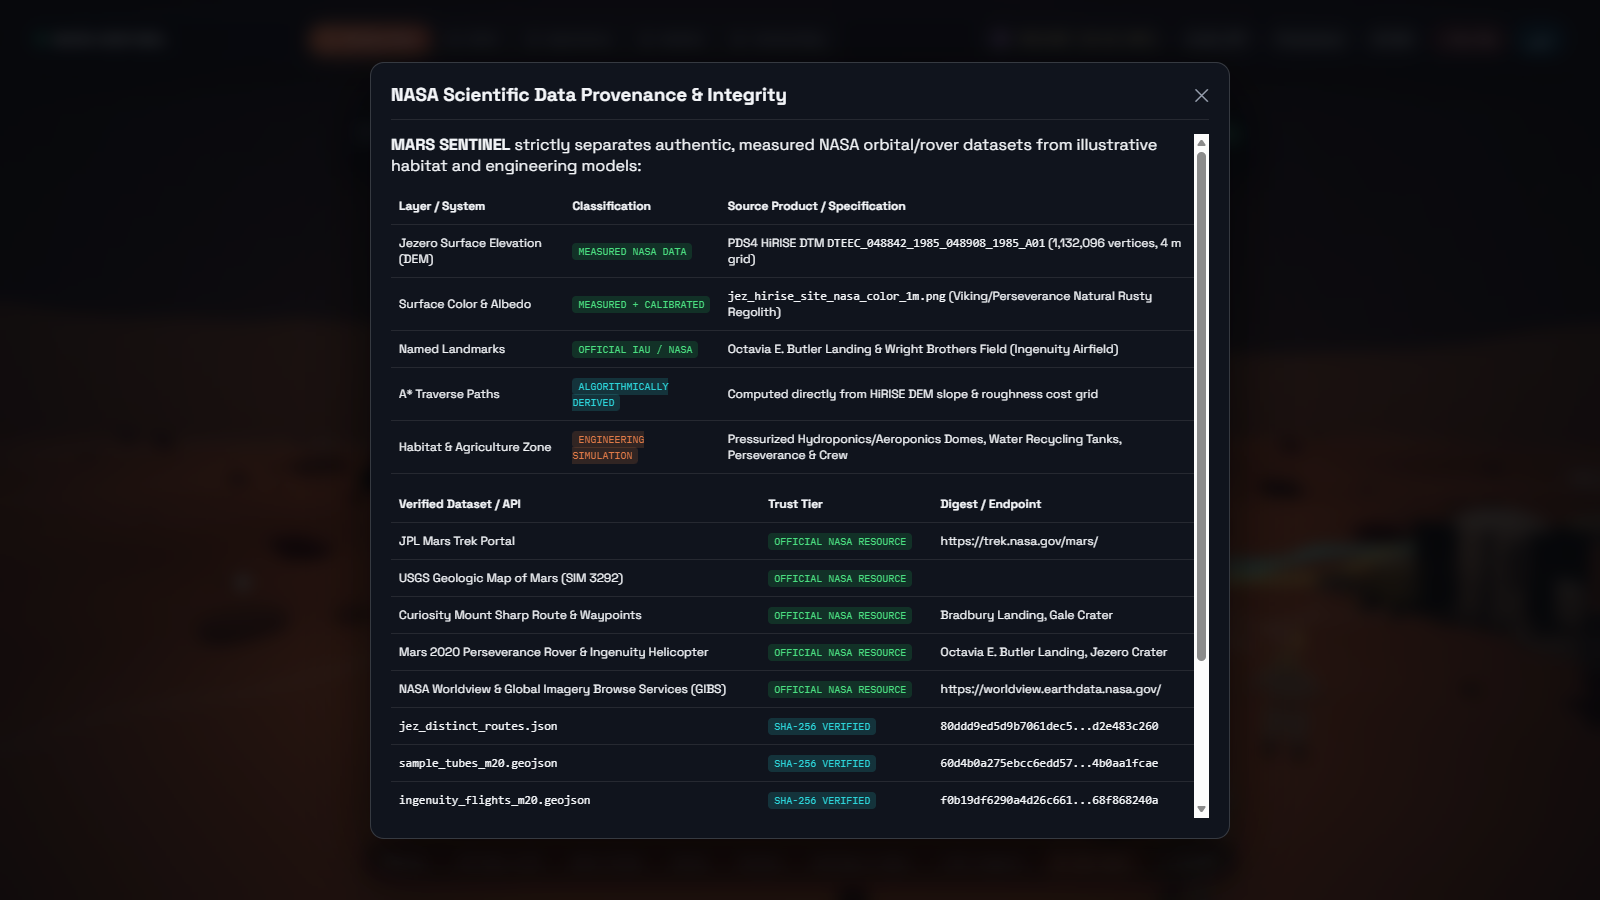 NASA Scientific Data Provenance & Integrity
MARS SENTINEL strictly separates authentic, measured NASA orbital/rover datasets from illustrative
habitat and engineering models:
Layer / System Classification Source Product / Specification
Jezero Surface Elevation
(DEM)
MEASURED NASA DATA
PDS4 HiRISE DTM DTEEC_048842_1985_048908_1985_A01 (1,132,096 vertices, 4 m
grid)
Surface Color & Albedo
MEASURED + CALIBRATED
jez_hirise_site_nasa_color_1m.png (Viking/Perseverance Natural Rusty
Regolith)
Named Landmarks OFFICIAL IAU / NASA Octavia E. Butler Landing & Wright Brothers Field (Ingenuity Airfield)
A* Traverse Paths
ALGORITHMICALLY
DERIVED
Computed directly from HiRISE DEM slope & roughness cost grid
Habitat & Agriculture Zone
ENGINEERING
SIMULATION
Pressurized Hydroponics/Aeroponics Domes, Water Recycling Tanks,
Perseverance & Crew
Verified Dataset / API Trust Tier Digest / Endpoint
JPL Mars Trek Portal OFFICIAL NASA RESOURCE https://trek.nasa.gov/mars/
USGS Geologic Map of Mars (SIM 3292) OFFICIAL NASA RESOURCE
Curiosity Mount Sharp Route & Waypoints OFFICIAL NASA RESOURCE Bradbury Landing, Gale Crater
Mars 2020 Perseverance Rover & Ingenuity Helicopter OFFICIAL NASA RESOURCE Octavia E. Butler Landing, Jezero Crater
NASA Worldview & Global Imagery Browse Services (GIBS) OFFICIAL NASA RESOURCE https://worldview.earthdata.nasa.gov/
jez_distinct_routes.json SHA-256 VERIFIED 80ddd9ed5d9b7061dec5...d2e483c260
sample_tubes_m20.geojson SHA-256 VERIFIED 60d4b0a275ebcc6edd57...4b0aa1fcae
ingenuity_flights_m20.geojson SHA-256 VERIFIED f0b19df6290a4d26c661...68f868240a